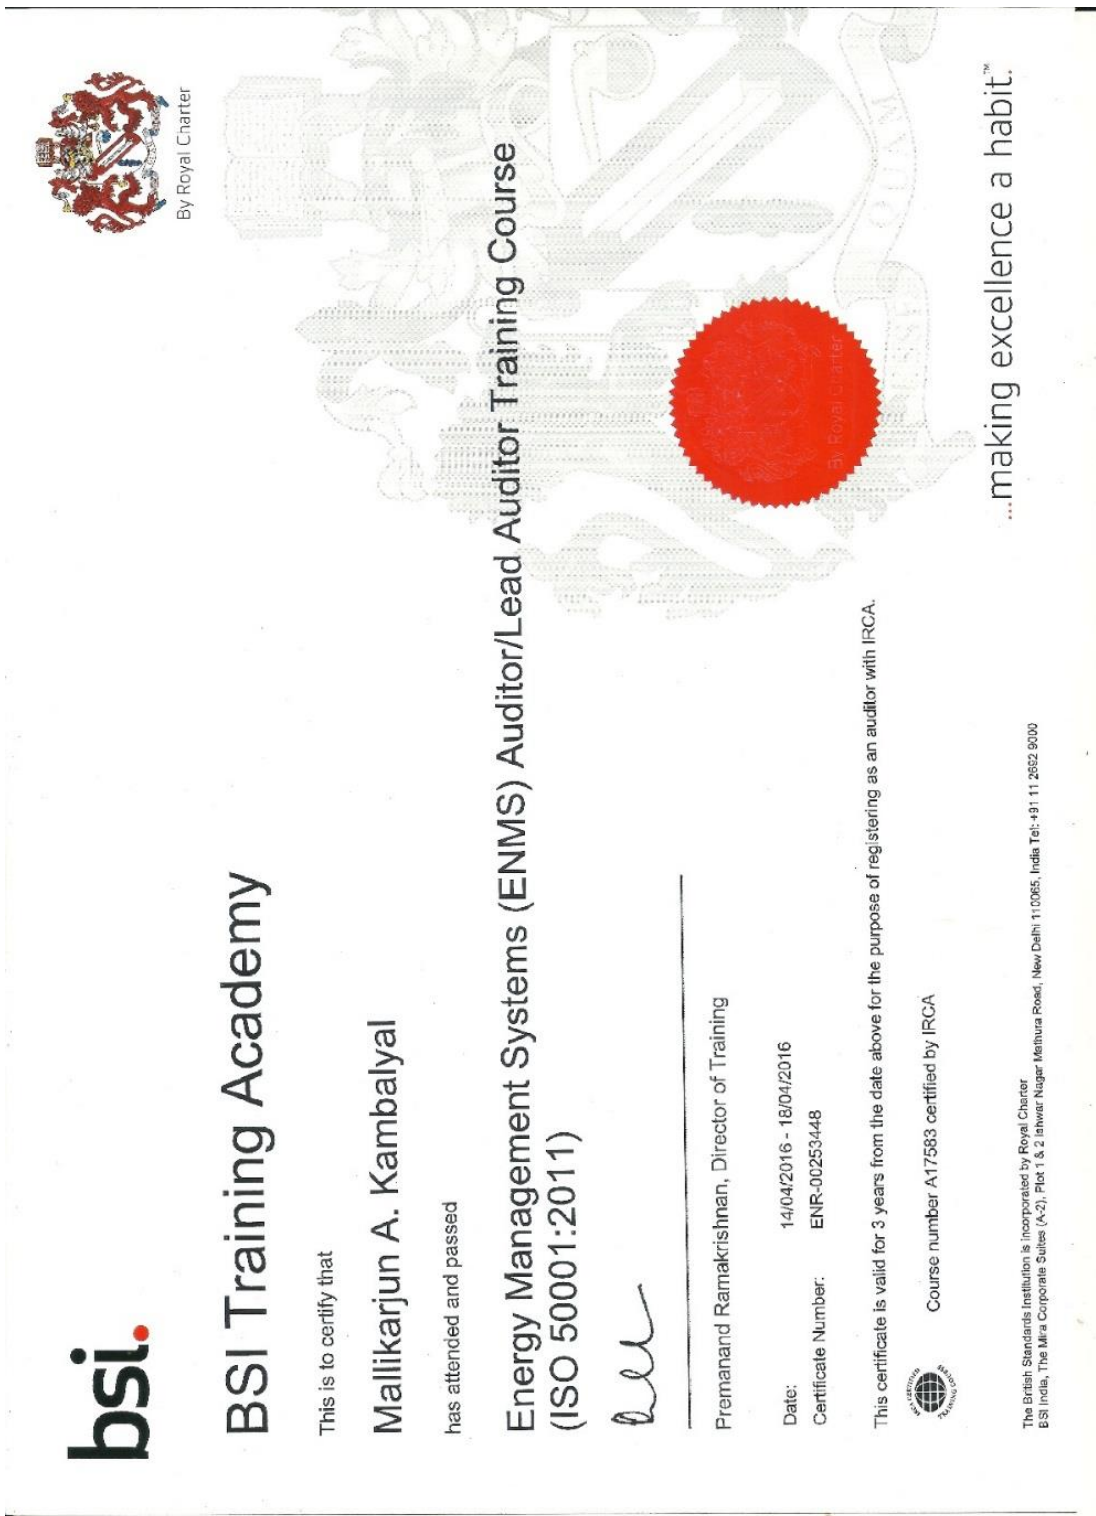 bsi.
By Royal Charter
BSI Training Academy
This is to certify that
Mallikarjun A. Kambalyal
has attended and passed
Energy Management Systems (ENMS) Auditor/Lead Auditor Training Course
(ISO 50001:2011)
Premanand Ramakrishnan, Director of Training
Date: 14/04/2016 - 18/04/2016
Certificate Number: ENR-00253448
By Royal Charter
This certificate is valid for 3 years from the date above for the purpose of registering as an auditor with IRCA.
Course number A17583 certified by IRCA
...making excellence a habit.™
The British Standards Institution is incorporated by Royal Charter
BSI India, The Mira Corporate Suites (A-2), Plot 1 & 2 Ishwar Nagar Mathura Road, New Delhi 110065, India Tel: +91 11 2692 9000